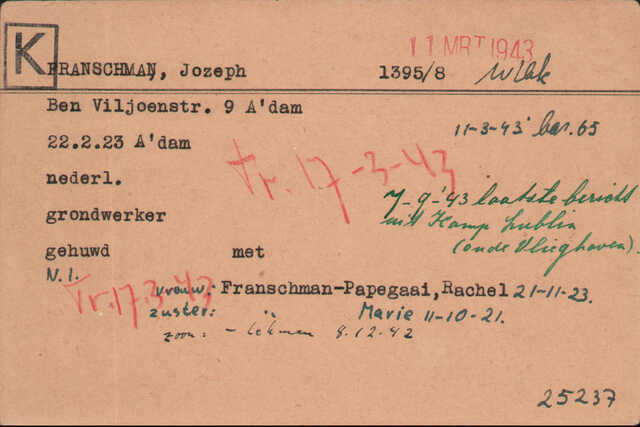 K
11 MRT 1943
FRANSCHMAN, Jozeph 1395/8
Ben Viljoenstr. 9 A'dam
11-3-43 bar. 65
22.2.23 A'dam
Tr. 17-3-43
nederl.
7-9-'43 laatste bericht
grondwerker
uit Kamp Lublin
(oude Vlieghaven).
gehuwd met
N.I.
Tr. 17.3.43
vrouw: Franschman-Papegaai, Rachel 21-11-23.
zuster: " Marie 11-10-21.
zoon: - 8.12.42
25237